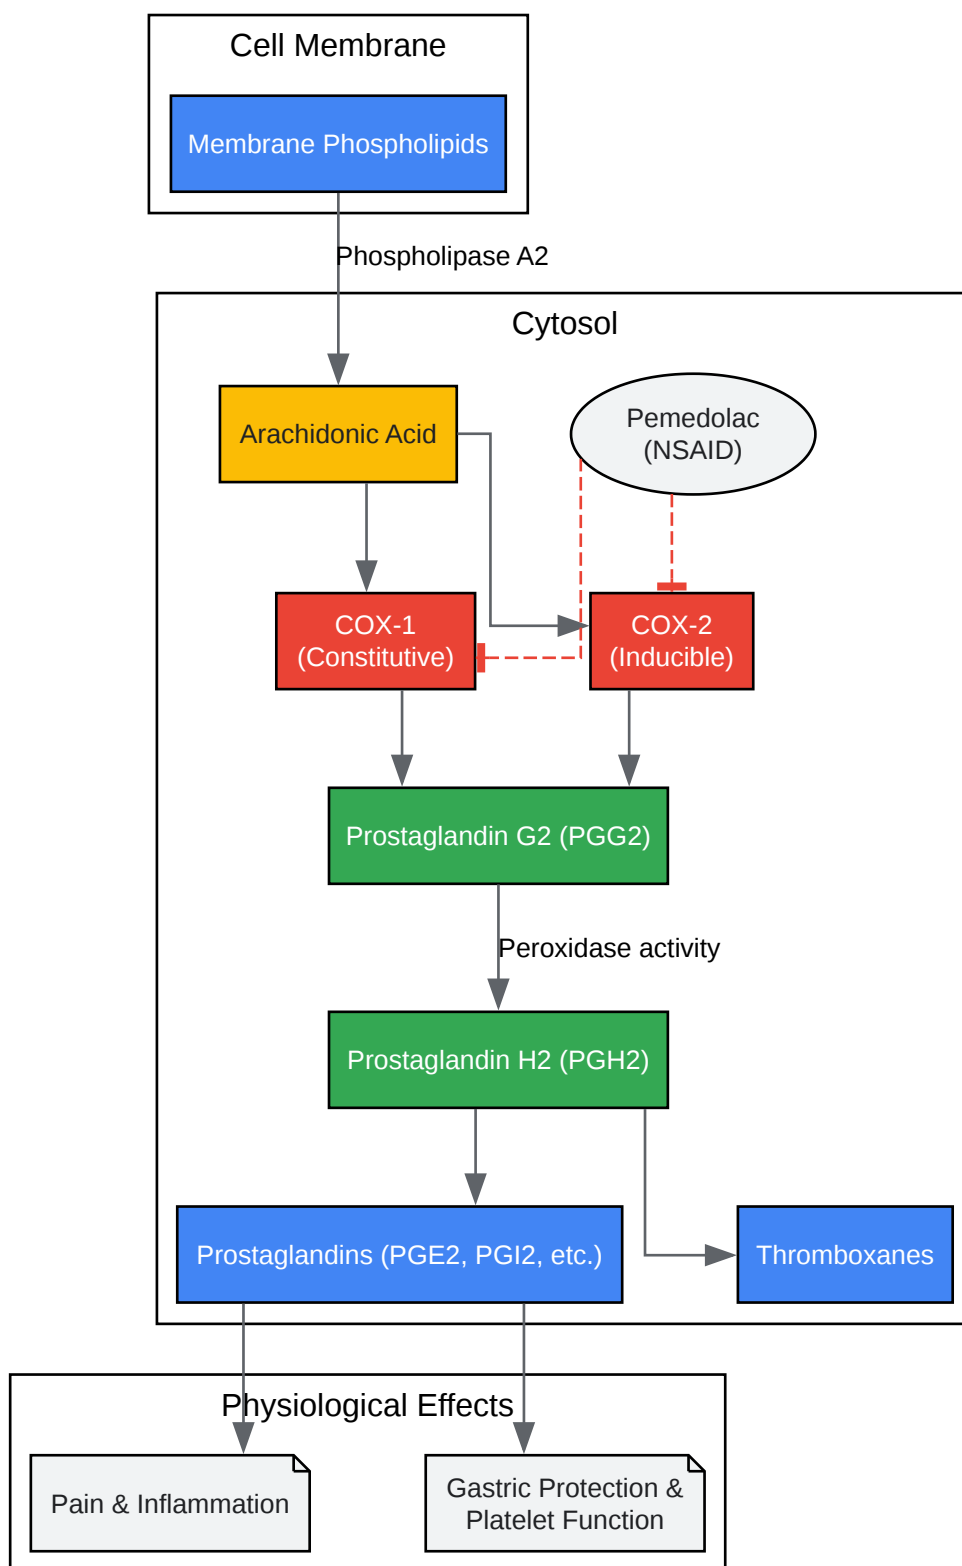 Cell Membrane
Membrane Phospholipids
Phospholipase A2
Cytosol
Arachidonic Acid
Pemedolac
(NSAID)
COX-1
(Constitutive)
COX-2
(Inducible)
Prostaglandin G2 (PGG2)
Peroxidase activity
Prostaglandin H2 (PGH2)
Prostaglandins (PGE2, PGI2, etc.)
Thromboxanes
Physiological Effects
Pain & Inflammation
Gastric Protection &
Platelet Function